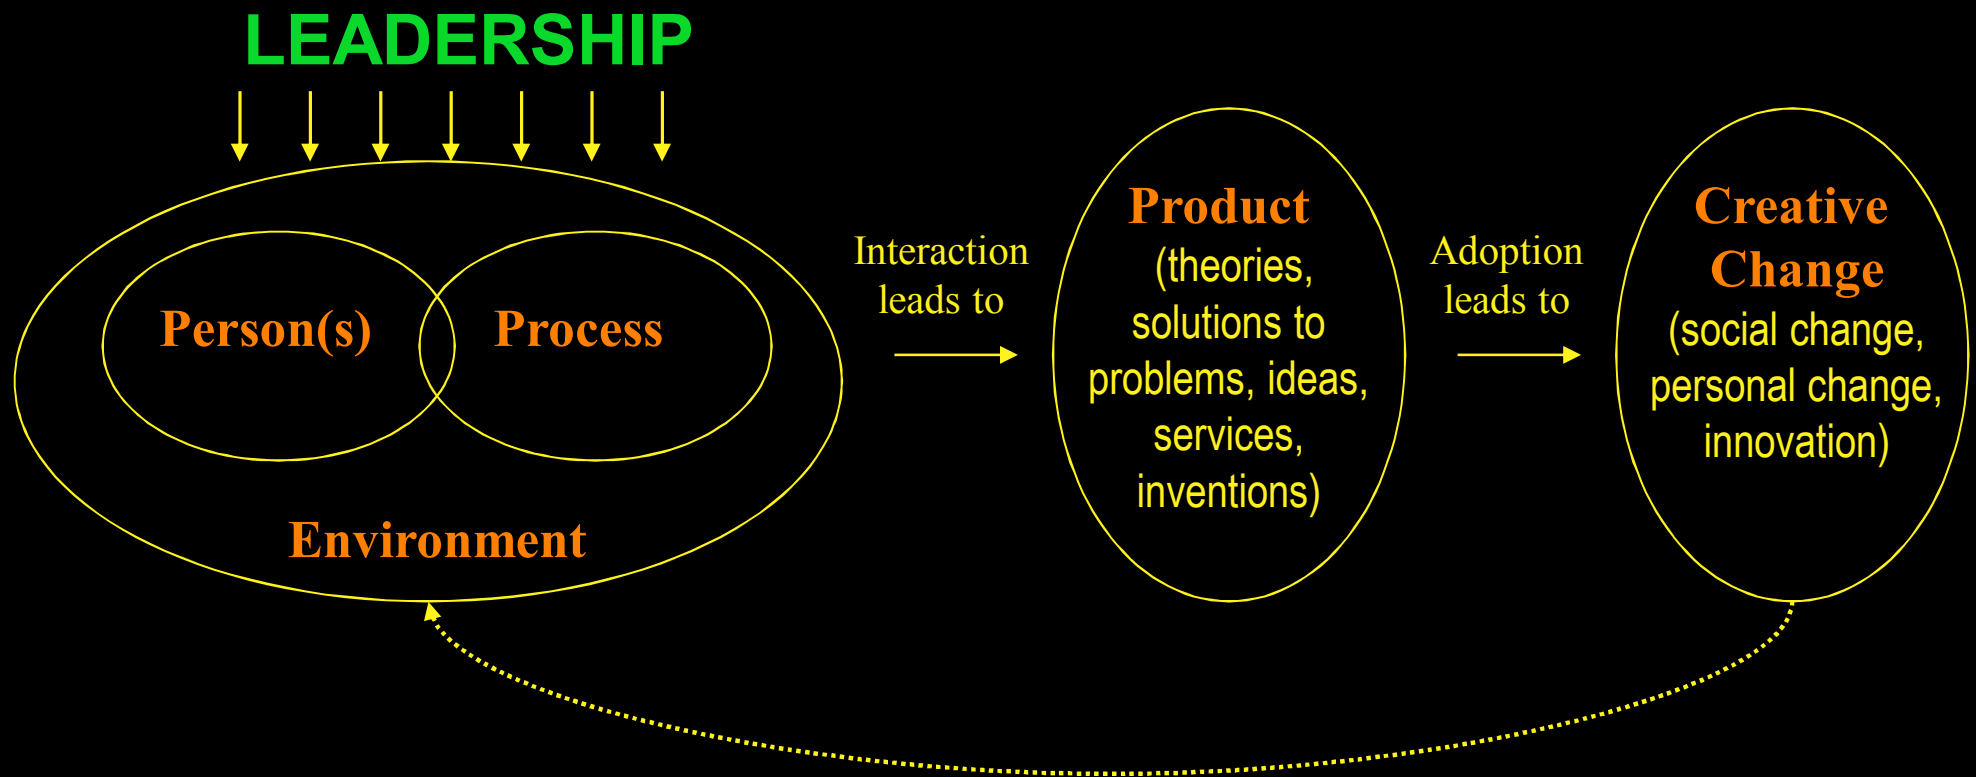 LEADERSHIP
Person(s)
Process
Environment
Interaction
leads to
Product
(theories,
solutions to
problems, ideas,
services,
inventions)
Adoption
leads to
Creative
Change
(social change,
personal change,
innovation)